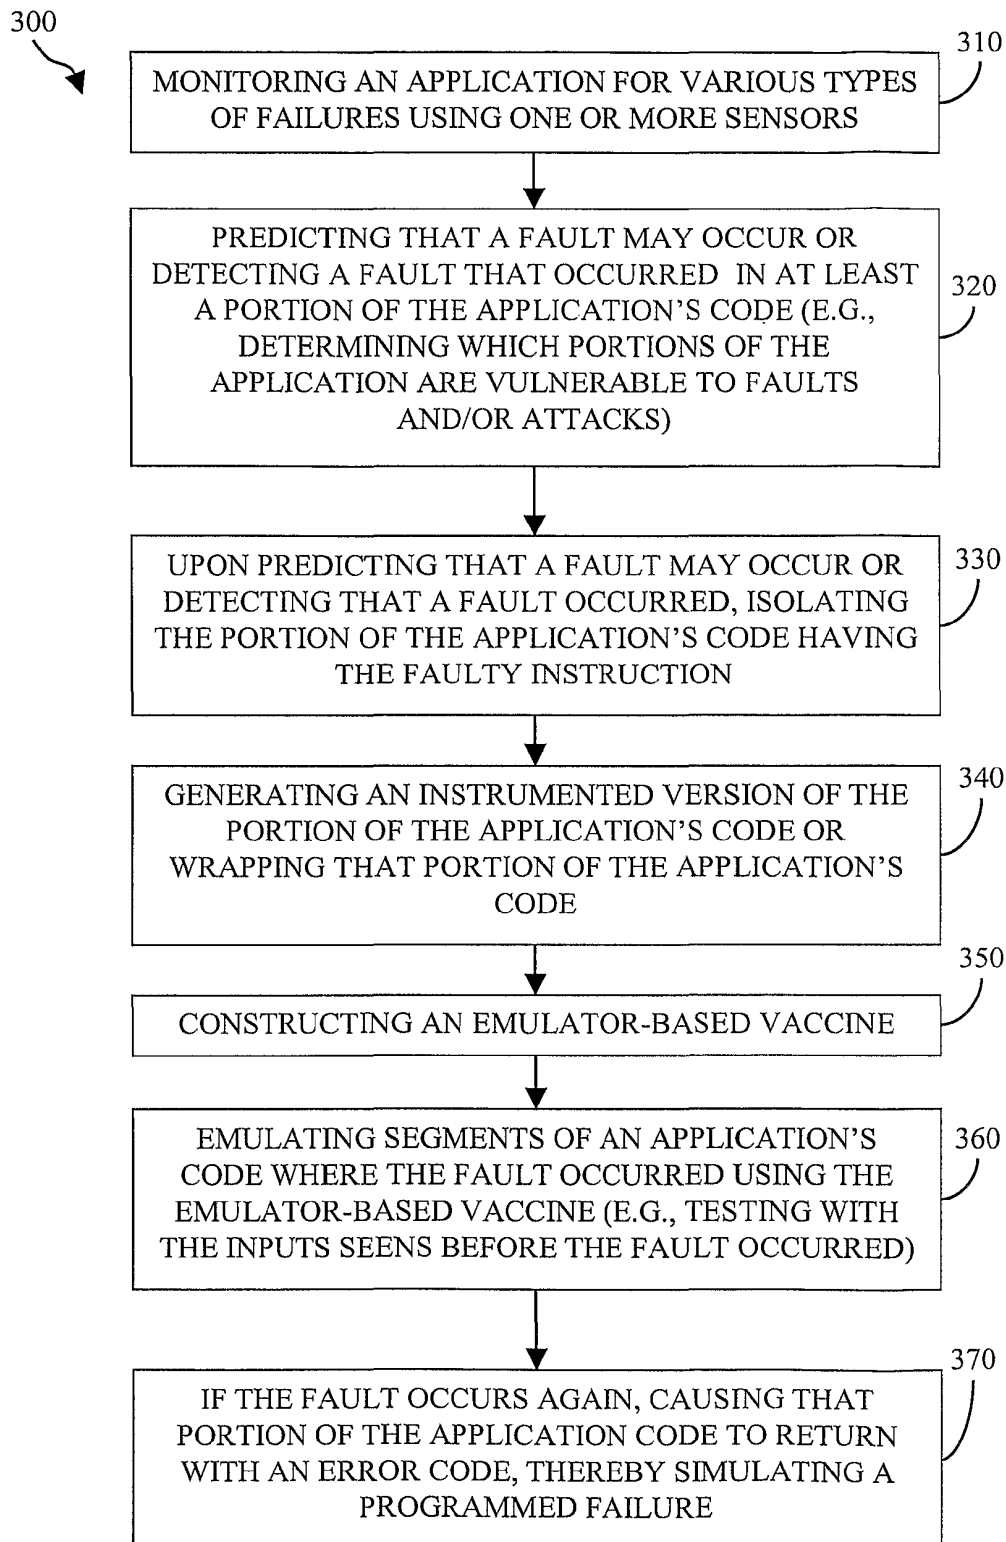 300
310
MONITORING AN APPLICATION FOR VARIOUS TYPES
OF FAILURES USING ONE OR MORE SENSORS
320
PREDICTING THAT A FAULT MAY OCCUR OR
DETECTING A FAULT THAT OCCURRED IN AT LEAST
A PORTION OF THE APPLICATION'S CODE (E.G.,
DETERMINING WHICH PORTIONS OF THE
APPLICATION ARE VULNERABLE TO FAULTS
AND/OR ATTACKS)
330
UPON PREDICTING THAT A FAULT MAY OCCUR OR
DETECTING THAT A FAULT OCCURRED, ISOLATING
THE PORTION OF THE APPLICATION'S CODE HAVING
THE FAULTY INSTRUCTION
340
GENERATING AN INSTRUMENTED VERSION OF THE
PORTION OF THE APPLICATION'S CODE OR
WRAPPING THAT PORTION OF THE APPLICATION'S
CODE
350
CONSTRUCTING AN EMULATOR-BASED VACCINE
360
EMULATING SEGMENTS OF AN APPLICATION'S
CODE WHERE THE FAULT OCCURRED USING THE
EMULATOR-BASED VACCINE (E.G., TESTING WITH
THE INPUTS SEENS BEFORE THE FAULT OCCURRED)
370
IF THE FAULT OCCURS AGAIN, CAUSING THAT
PORTION OF THE APPLICATION CODE TO RETURN
WITH AN ERROR CODE, THEREBY SIMULATING A
PROGRAMMED FAILURE